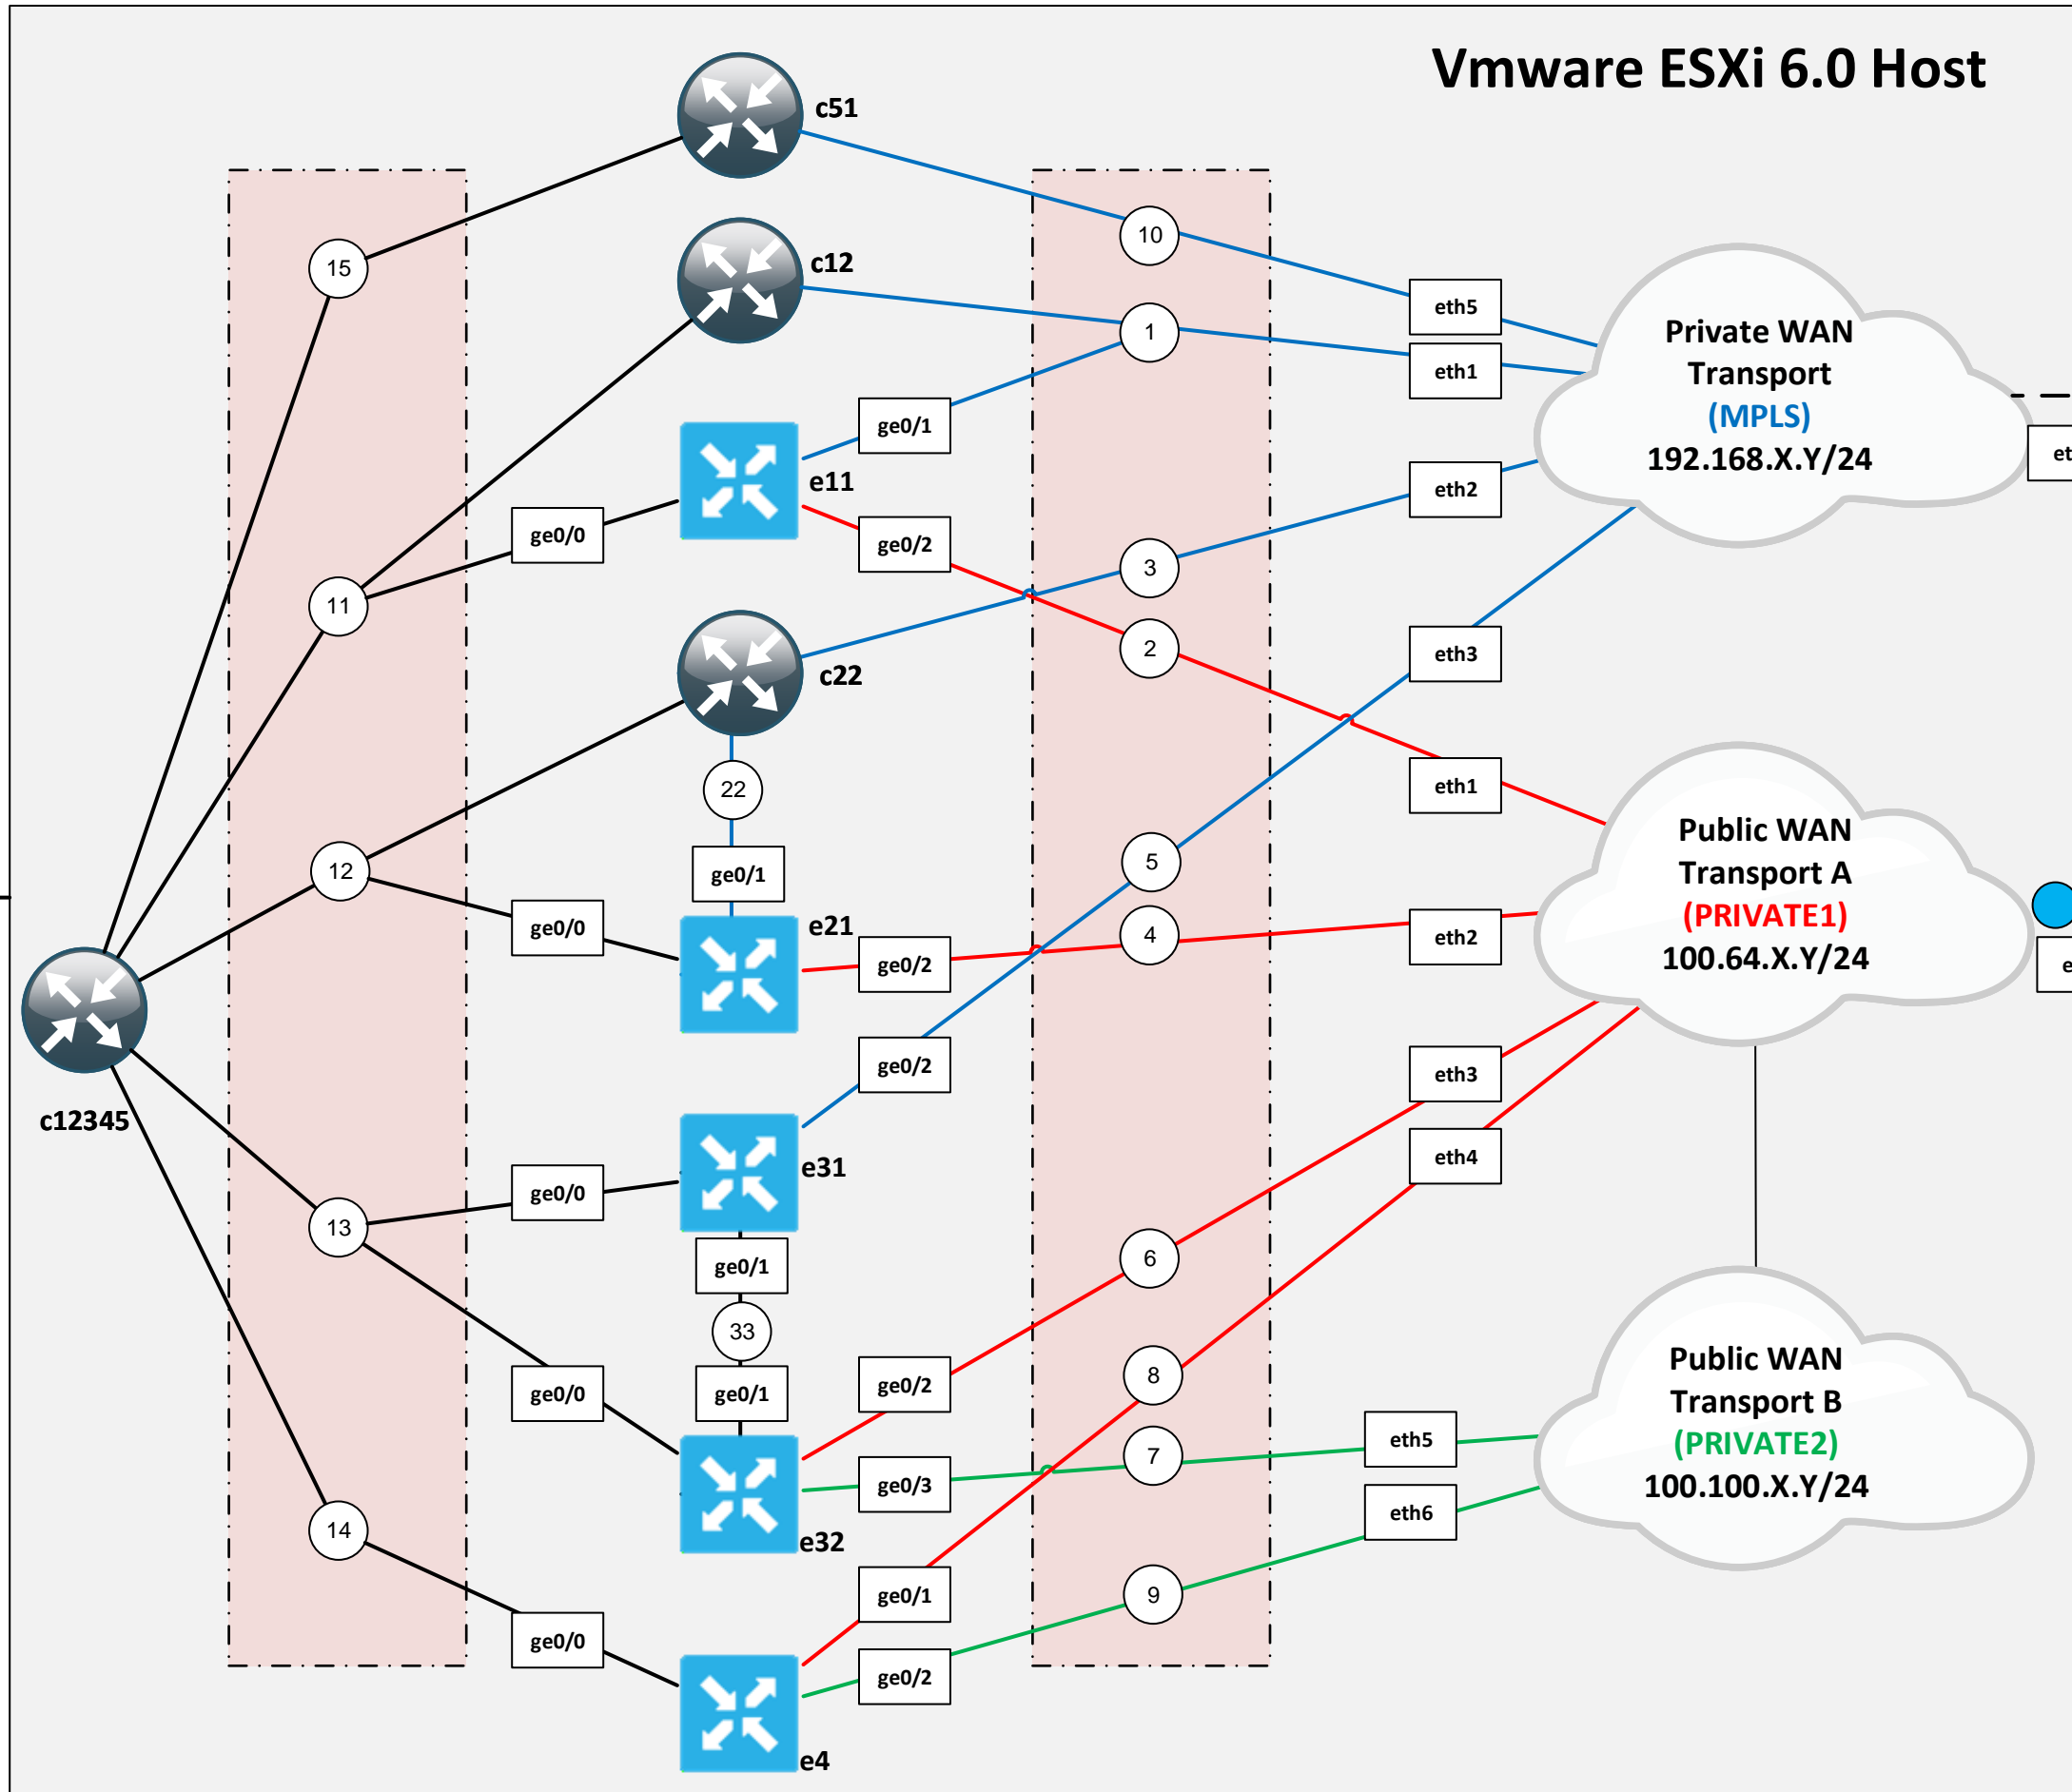 Vmware ESXi 6.0 Host
c51
15
10
c12
eth5
1
eth1
Private WAN
Transport
(MPLS)
192.168.X.Y/24
ge0/1
e11
eth2
et
ge0/0
ge0/2
3
11
2
eth3
c22
22
eth1
12
ge0/1
5
Public WAN
Transport A
(PRIVATE1)
100.64.X.Y/24
e21
ge0/0
ge0/2
4
eth2
e
ge0/2
eth3
c12345
e31
eth4
ge0/0
13
ge0/1
6
33
ge0/0
ge0/1
ge0/2
8
Public WAN
Transport B
(PRIVATE2)
100.100.X.Y/24
eth5
7
ge0/3
eth6
14
e32
ge0/1
9
ge0/0
ge0/2
e4